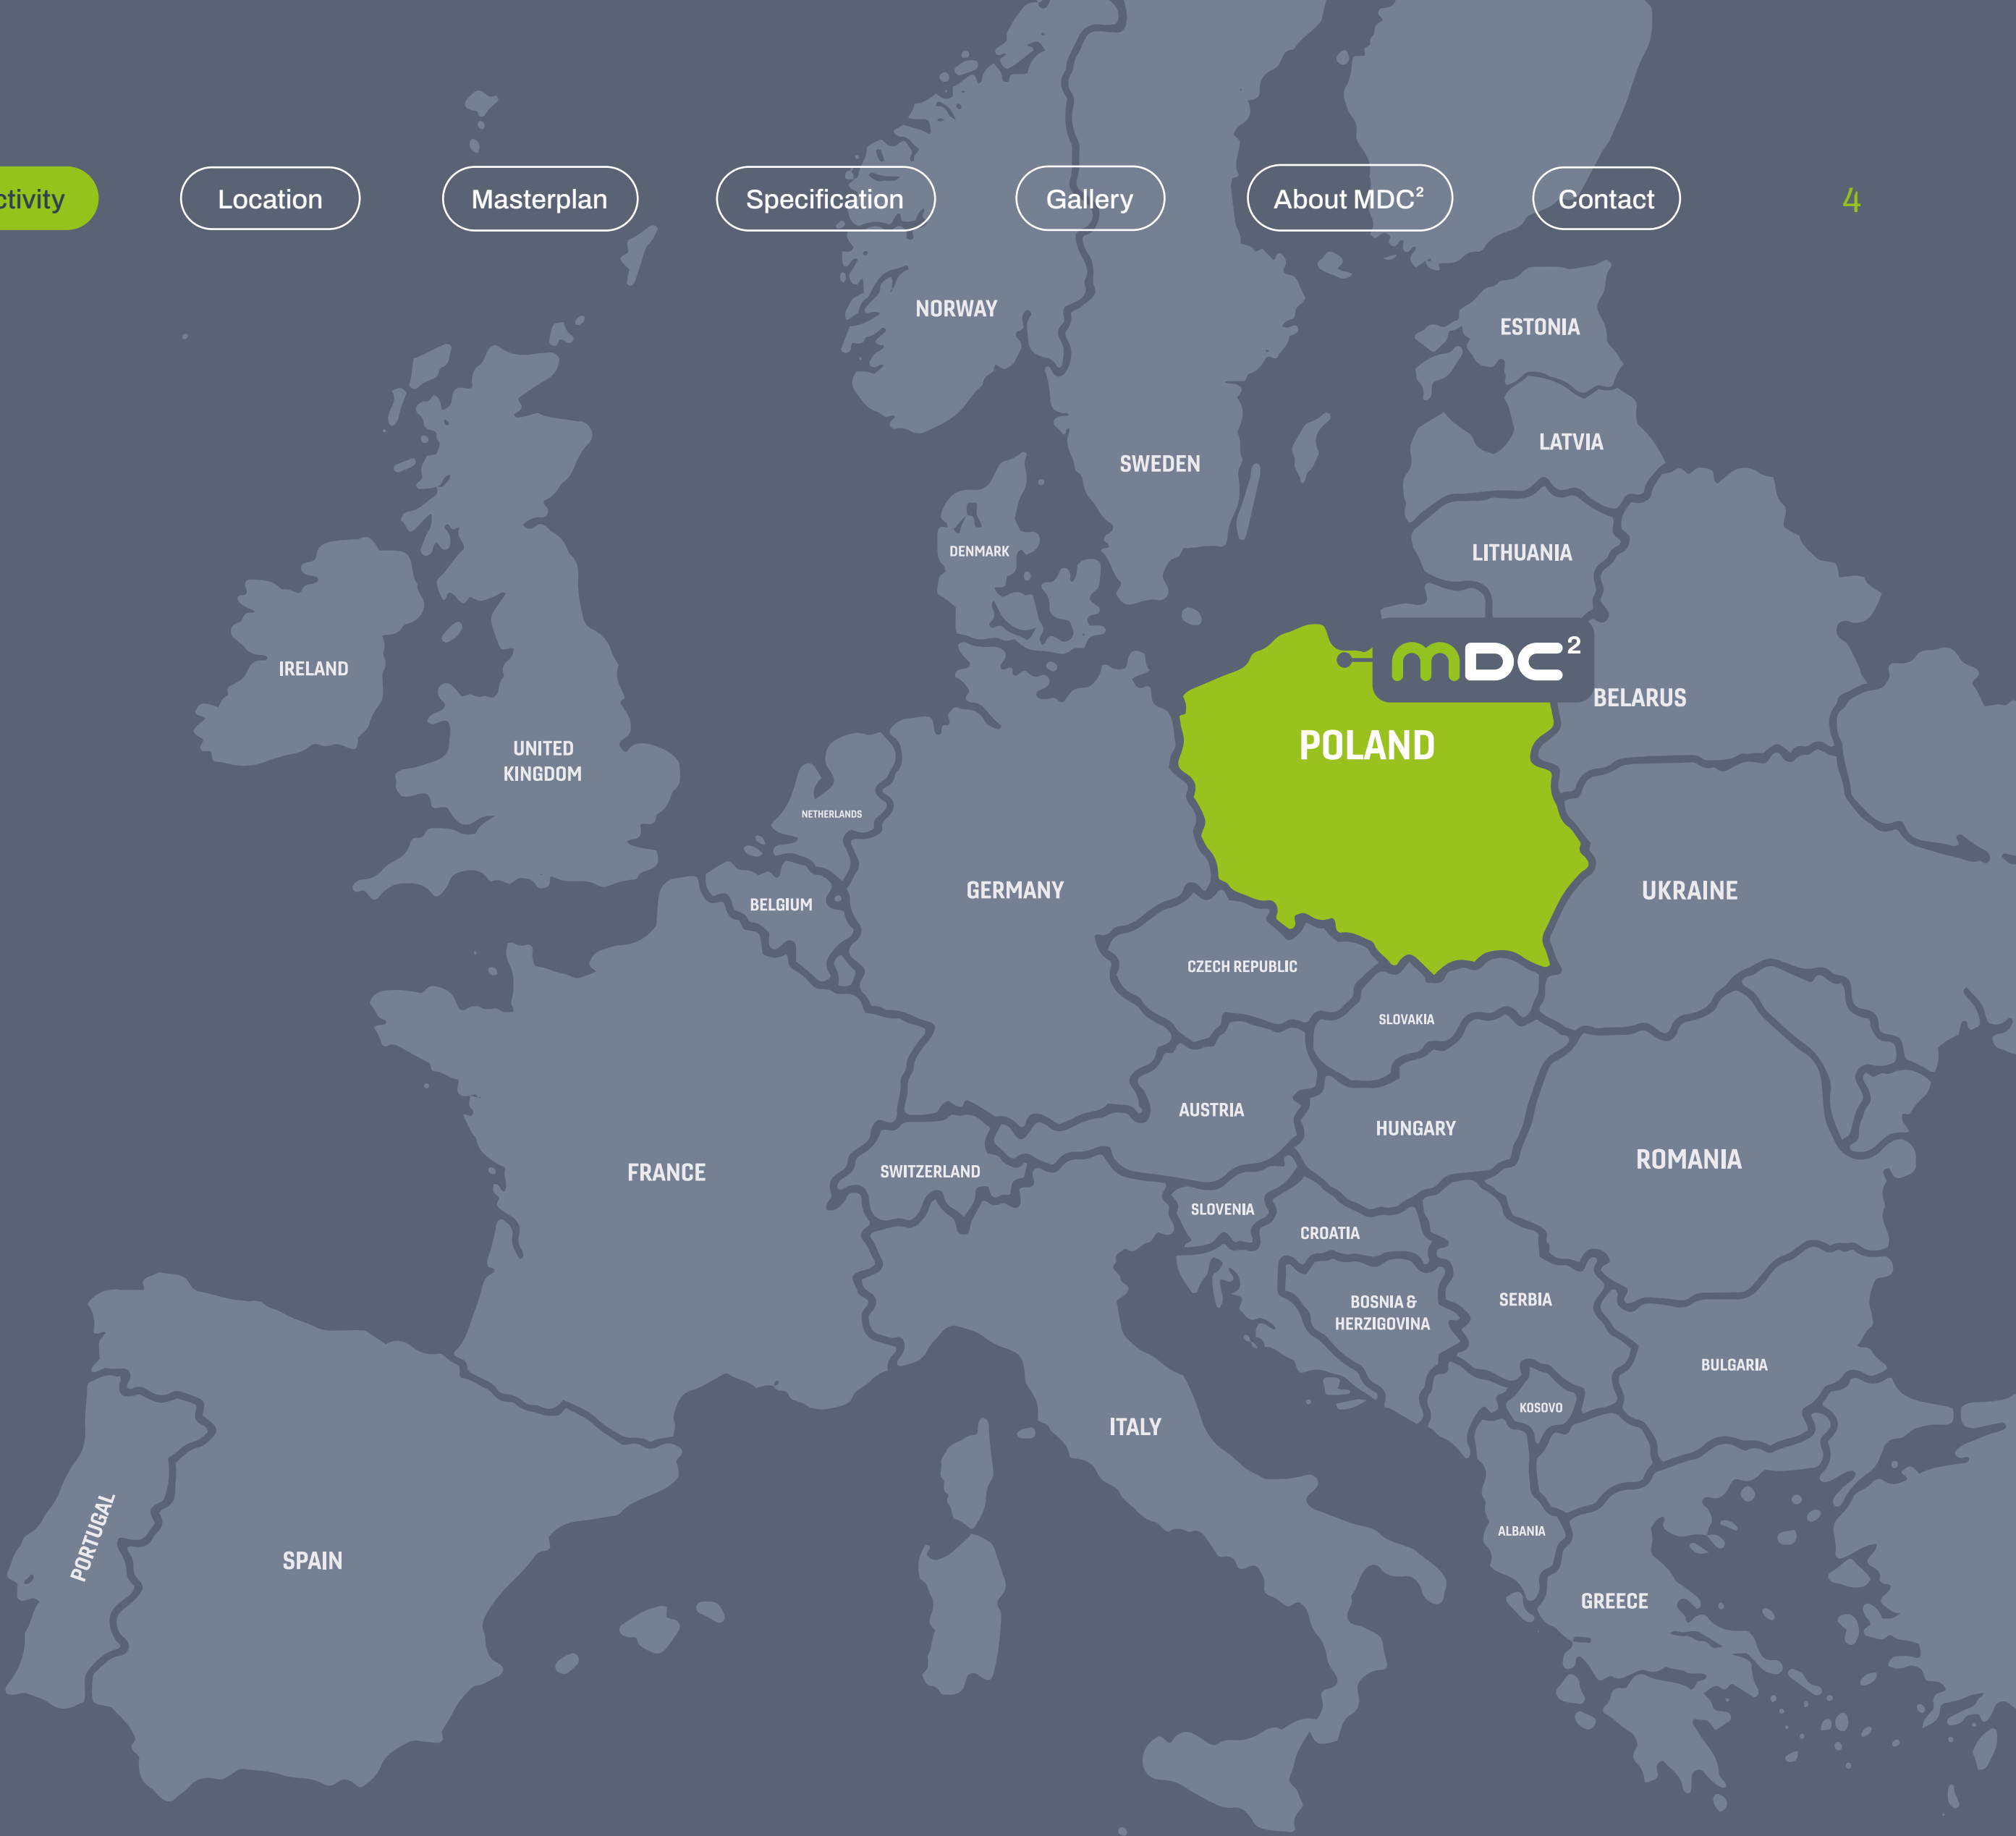 ctivity
Location
Masterplan
Specification
Gallery
About MDC²
Contact
4
NORWAY
ESTONIA
LATVIA
SWEDEN
DENMARK
LITHUANIA
mDC²
IRELAND
BELARUS
UNITED
KINGDOM
POLAND
NETHERLANDS
GERMANY
UKRAINE
BELGIUM
CZECH REPUBLIC
SLOVAKIA
AUSTRIA
HUNGARY
ROMANIA
FRANCE
SWITZERLAND
SLOVENIA
CROATIA
BOSNIA &
HERZIGOVINA
SERBIA
BULGARIA
KOSOVO
ITALY
PORTUGAL
SPAIN
ALBANIA
GREECE